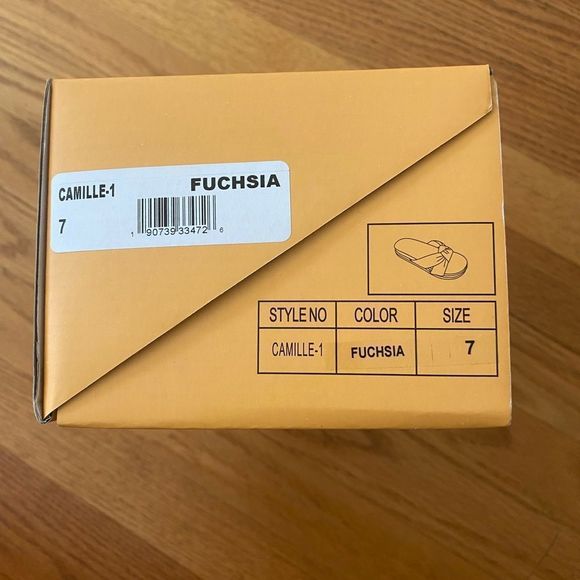 CAMILLE-1 FUCHSIA
7
1 90739 33472 6
STYLE NO COLOR SIZE
CAMILLE-1 FUCHSIA 7